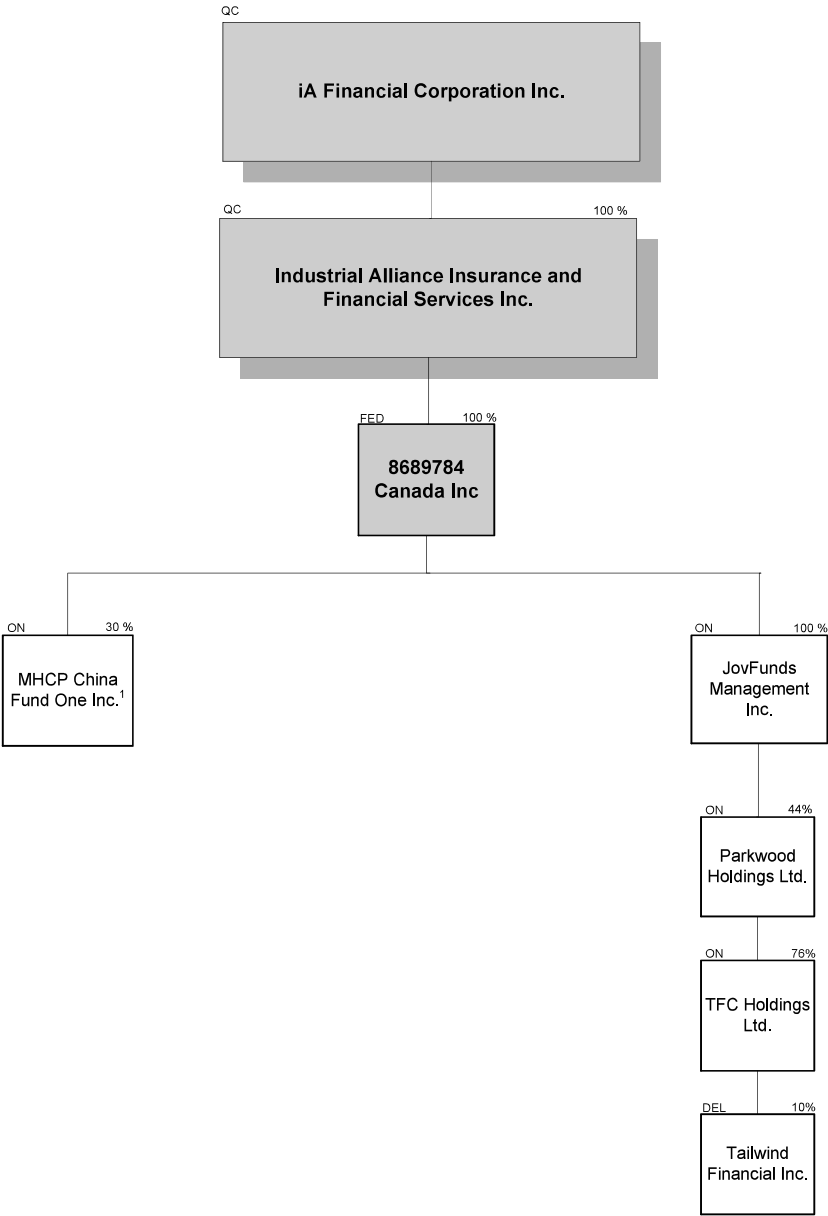 QC
iA Financial Corporation Inc.
QC
100 %
Industrial Alliance Insurance and
Financial Services Inc.
FED
100 %
8689784
Canada Inc
ON
30 %
MHCP China
Fund One Inc.¹
ON
100 %
JovFunds
Management
Inc.
ON
44%
Parkwood
Holdings Ltd.
ON
76%
TFC Holdings
Ltd.
DEL
10%
Tailwind
Financial Inc.